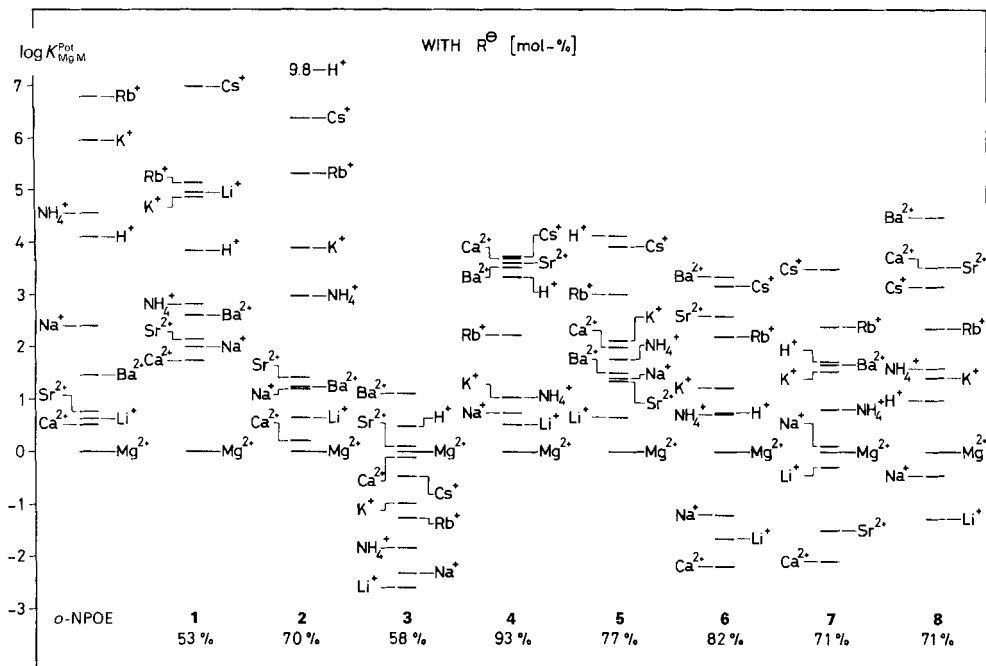 log K^Pot_MgM
WITH R^⊖ [mol-%]
7
6
5
4
3
2
1
0
−1
−2
−3
Rb⁺
K⁺
NH₄⁺
H⁺
Na⁺
Ba²⁺
Sr²⁺
Li⁺
Ca²⁺
Mg²⁺
o-NPOE
Cs⁺
Rb⁺
Li⁺
K⁺
H⁺
NH₄⁺
Ba²⁺
Sr²⁺
Na⁺
Ca²⁺
Mg²⁺
1
53 %
9.8 H⁺
Cs⁺
Rb⁺
K⁺
NH₄⁺
Sr²⁺
Ba²⁺
Na⁺
Li⁺
Ca²⁺
Mg²⁺
2
70 %
Ba²⁺
H⁺
Sr²⁺
Mg²⁺
Ca²⁺
Cs⁺
K⁺
Rb⁺
NH₄⁺
Na⁺
Li⁺
3
58 %
Cs⁺
Ca²⁺
Sr²⁺
Ba²⁺
H⁺
Rb⁺
K⁺
NH₄⁺
Na⁺
Li⁺
Mg²⁺
4
93 %
H⁺
Cs⁺
Rb⁺
K⁺
Ca²⁺
NH₄⁺
Ba²⁺
Na⁺
Sr²⁺
Li⁺
Mg²⁺
5
77 %
Ba²⁺
Cs⁺
Sr²⁺
Rb⁺
K⁺
NH₄⁺
H⁺
Mg²⁺
Na⁺
Li⁺
Ca²⁺
6
82 %
Cs⁺
Rb⁺
H⁺
Ba²⁺
K⁺
NH₄⁺
Na⁺
Mg²⁺
Li⁺
Sr²⁺
Ca²⁺
7
71 %
Ba²⁺
Ca²⁺
Sr²⁺
Cs⁺
Rb⁺
NH₄⁺
K⁺
H⁺
Mg²⁺
Na⁺
Li⁺
8
71 %